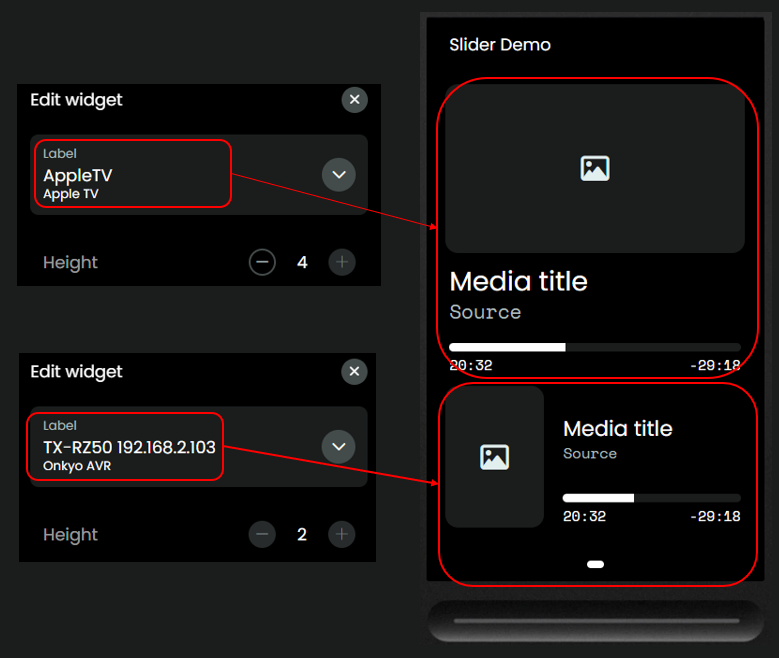 Edit widget
Label
AppleTV
Apple TV
Height
4
Edit widget
Label
TX-RZ50 192.168.2.103
Onkyo AVR
Height
2
Slider Demo
Media title
Source
20:32
-29:18
Media title
Source
20:32
-29:18